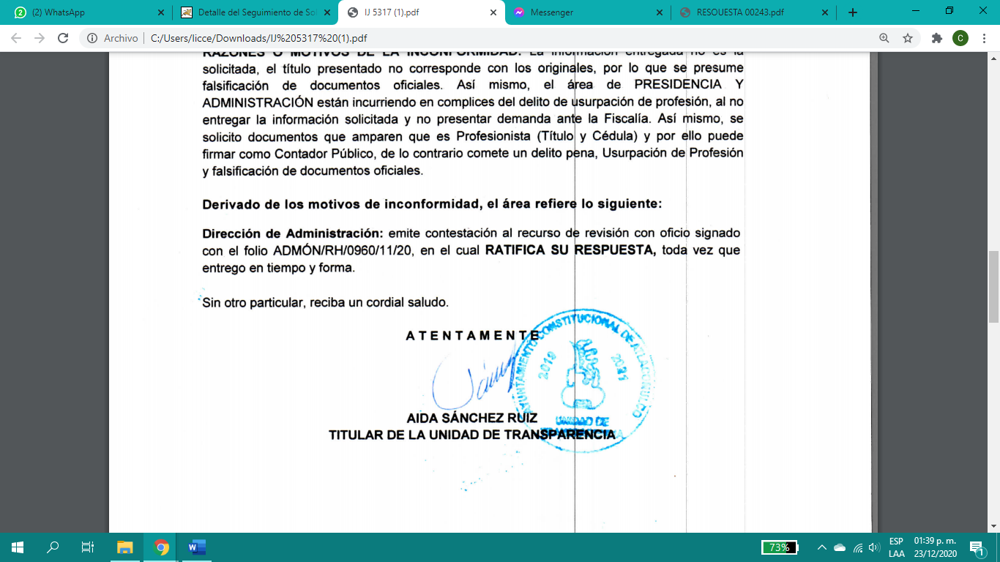 (2) WhatsApp
Detalle del Seguimiento de Sol
IJ 5317 (1).pdf
Messenger
RESOUESTA 00243.pdf
Archivo
C:/Users/licce/Downloads/IJ%205317%20(1).pdf
C
RAZONES O MOTIVOS DE LA INCONFORMIDAD: La información entregada no es la
solicitada, el título presentado no corresponde con los originales, por lo que se presume
falsificación de documentos oficiales. Así mismo, el área de PRESIDENCIA Y
ADMINISTRACIÓN están incurriendo en complices del delito de usurpación de profesión, al no
entregar la información solicitada y no presentar demanda ante la Fiscalía. Así mismo, se
solicito documentos que amparen que es Profesionista (Título y Cédula) y por ello puede
firmar como Contador Público, de lo contrario comete un delito pena, Usurpación de Profesión
y falsificación de documentos oficiales.
Derivado de los motivos de inconformidad, el área refiere lo siguiente:
Dirección de Administración: emite contestación al recurso de revisión con oficio signado
con el folio ADMÓN/RH/0960/11/20, en el cual RATIFICA SU RESPUESTA, toda vez que
entrego en tiempo y forma.
Sin otro particular, reciba un cordial saludo.
A T E N T A M E N T E
AYUNTAMIENTO CONSTITUCIONAL DE
2019
2021
UNIDAD DE
AIDA SÁNCHEZ RUIZ
TITULAR DE LA UNIDAD DE TRANSPARENCIA
73%
ESP
LAA
01:39 p. m.
23/12/2020
1